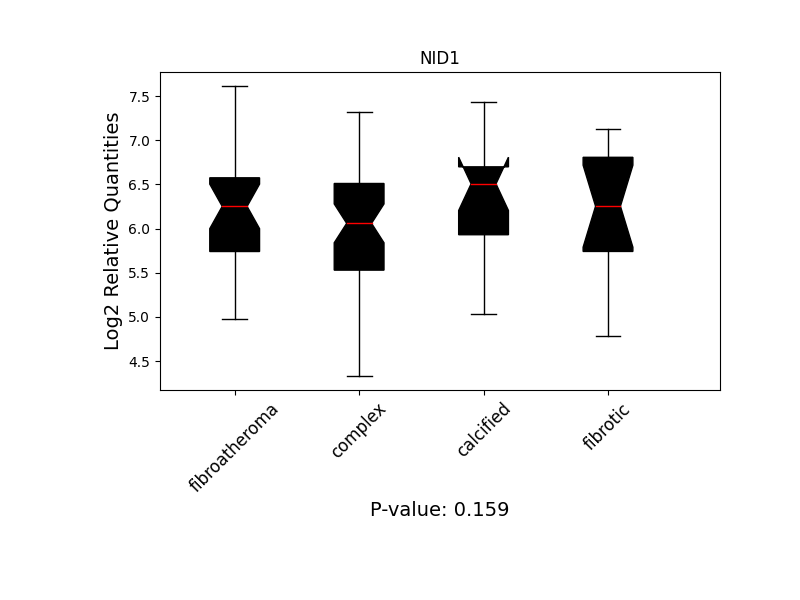 NID1
Log2 Relative Quantities
7.5
7.0
6.5
6.0
5.5
5.0
4.5
fibroatheroma
complex
calcified
fibrotic
P-value: 0.159